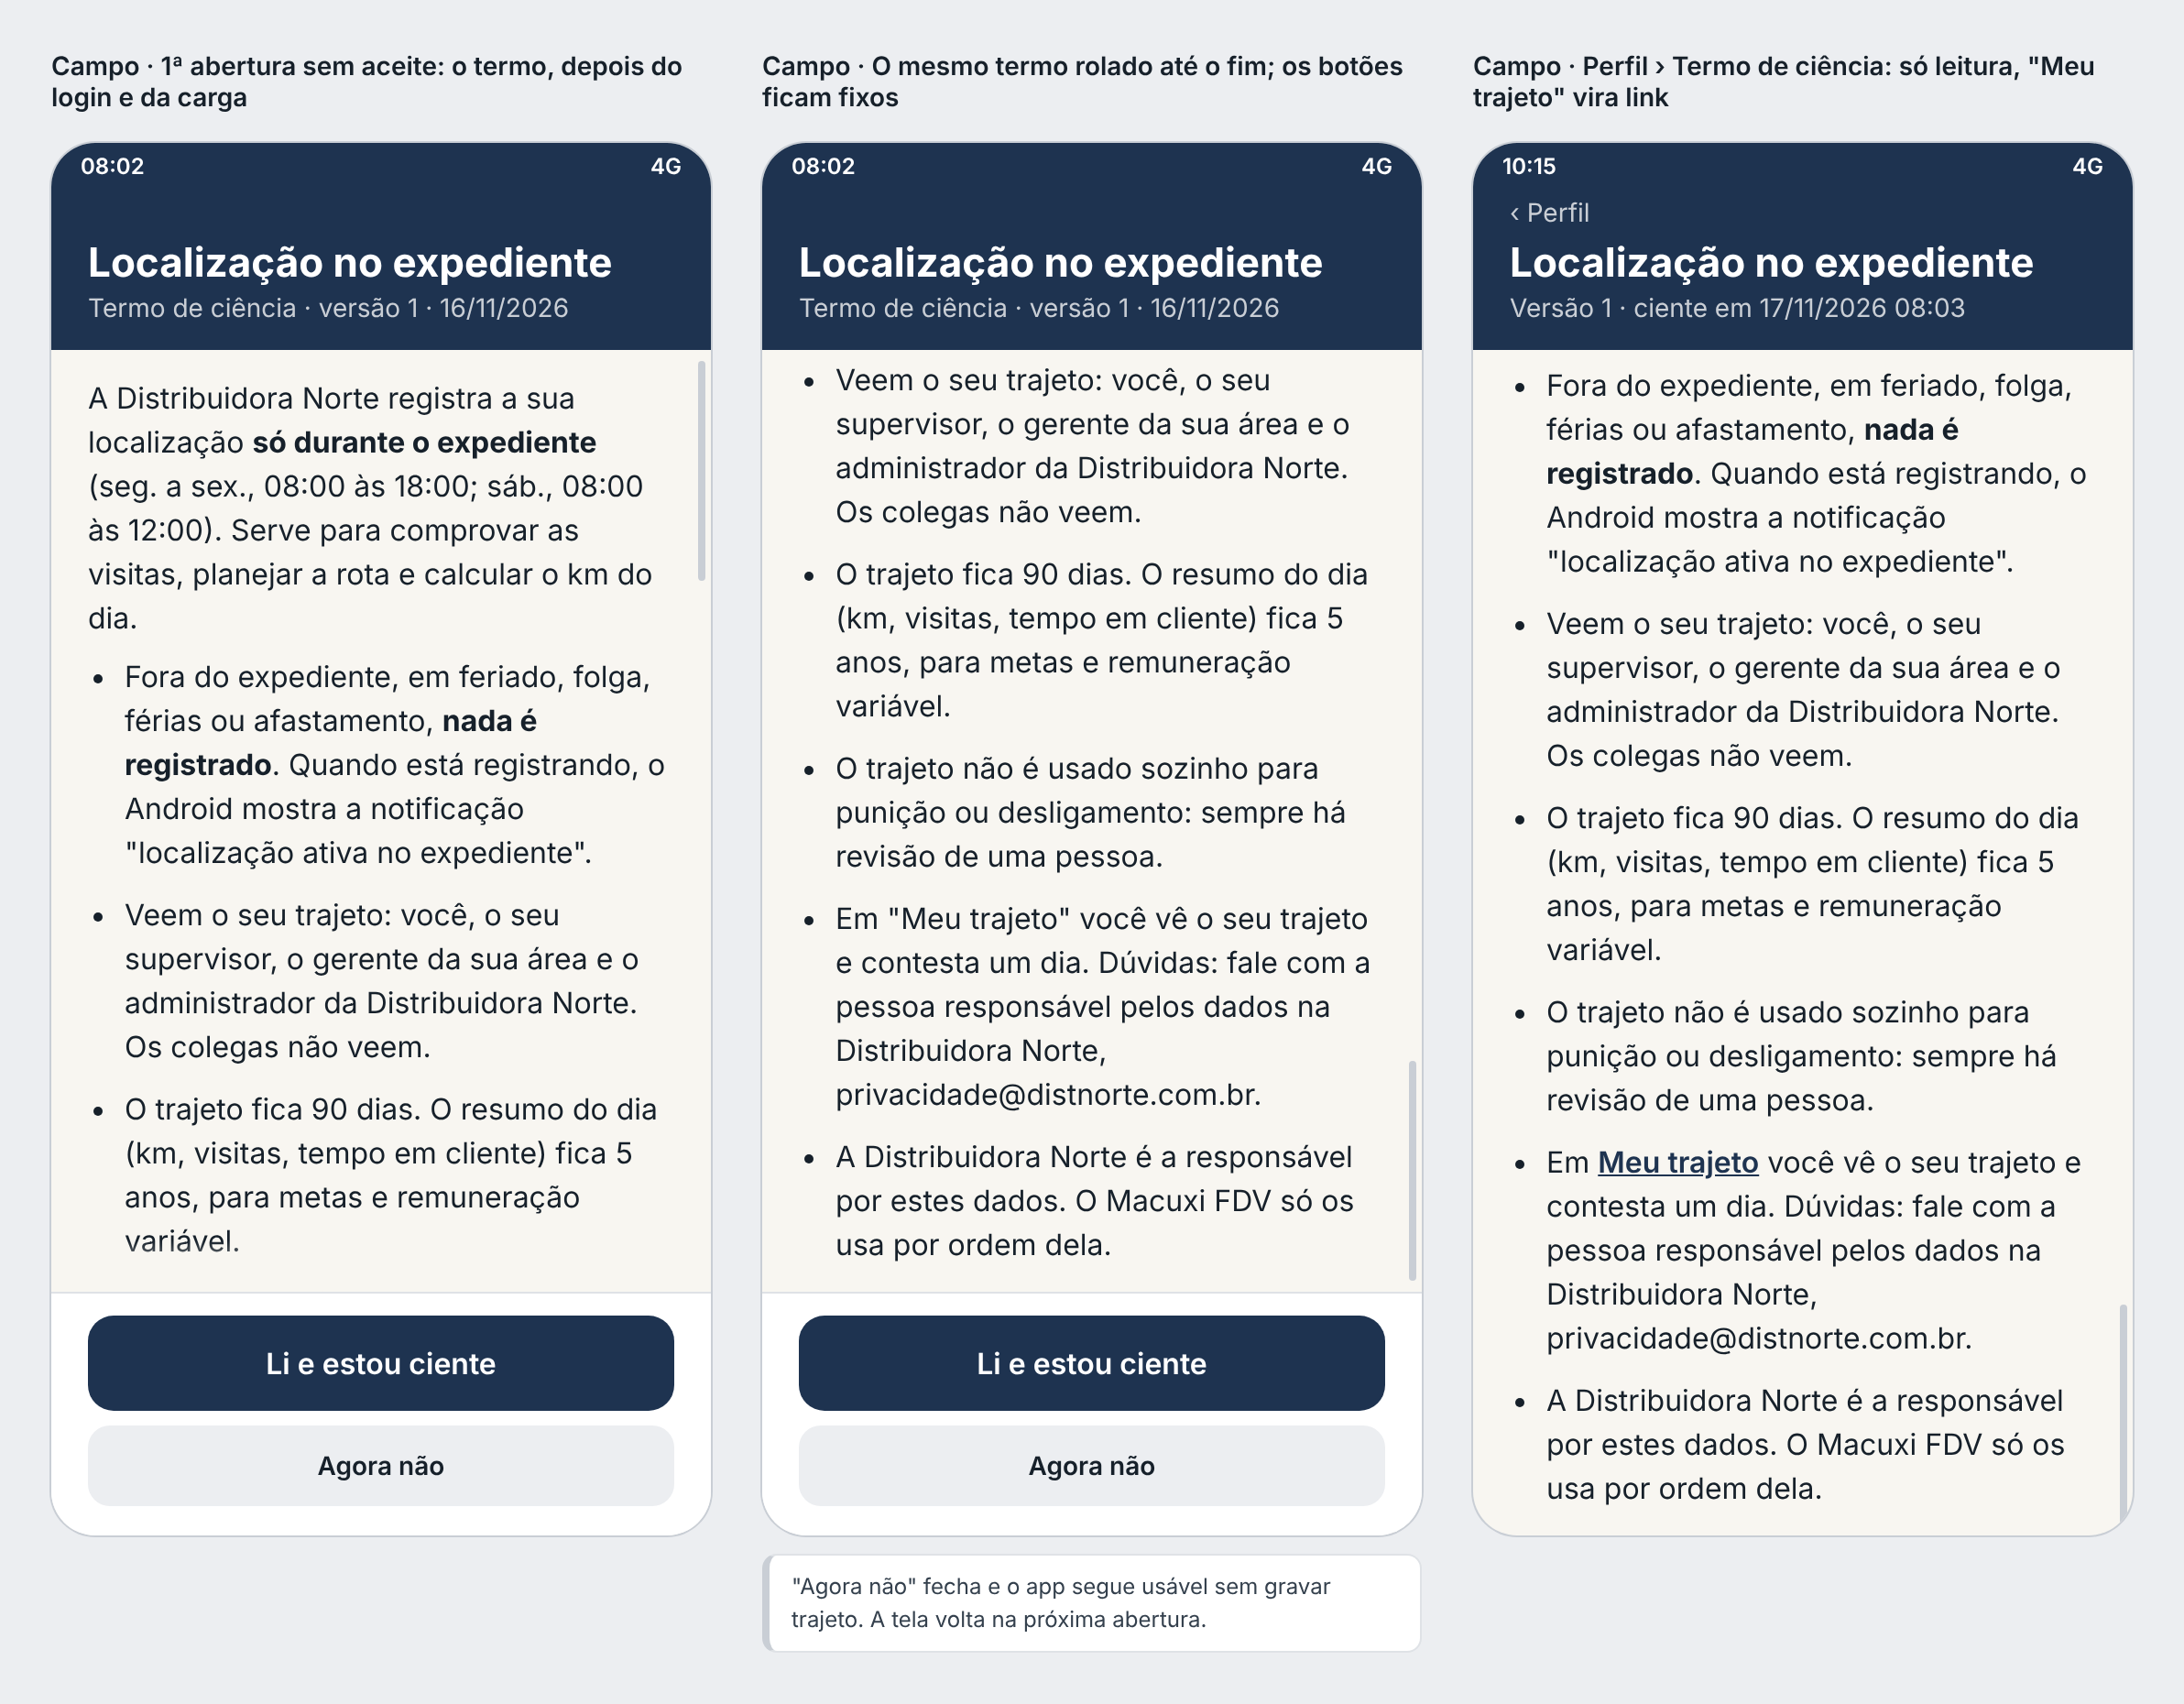 Campo · 1ª abertura sem aceite: o termo, depois do
login e da carga
08:02
4G
Localização no expediente
Termo de ciência · versão 1 · 16/11/2026
A Distribuidora Norte registra a sua
localização só durante o expediente
(seg. a sex., 08:00 às 18:00; sáb., 08:00
às 12:00). Serve para comprovar as
visitas, planejar a rota e calcular o km do
dia.
• Fora do expediente, em feriado, folga,
férias ou afastamento, nada é
registrado. Quando está registrando, o
Android mostra a notificação
"localização ativa no expediente".
• Veem o seu trajeto: você, o seu
supervisor, o gerente da sua área e o
administrador da Distribuidora Norte.
Os colegas não veem.
• O trajeto fica 90 dias. O resumo do dia
(km, visitas, tempo em cliente) fica 5
anos, para metas e remuneração
variável.
Li e estou ciente
Agora não
Campo · O mesmo termo rolado até o fim; os botões
ficam fixos
08:02
4G
Localização no expediente
Termo de ciência · versão 1 · 16/11/2026
• Veem o seu trajeto: você, o seu
supervisor, o gerente da sua área e o
administrador da Distribuidora Norte.
Os colegas não veem.
• O trajeto fica 90 dias. O resumo do dia
(km, visitas, tempo em cliente) fica 5
anos, para metas e remuneração
variável.
• O trajeto não é usado sozinho para
punição ou desligamento: sempre há
revisão de uma pessoa.
• Em "Meu trajeto" você vê o seu trajeto
e contesta um dia. Dúvidas: fale com a
pessoa responsável pelos dados na
Distribuidora Norte,
privacidade@distnorte.com.br.
• A Distribuidora Norte é a responsável
por estes dados. O Macuxi FDV só os
usa por ordem dela.
Li e estou ciente
Agora não
"Agora não" fecha e o app segue usável sem gravar
trajeto. A tela volta na próxima abertura.
Campo · Perfil › Termo de ciência: só leitura, "Meu
trajeto" vira link
10:15
4G
‹ Perfil
Localização no expediente
Versão 1 · ciente em 17/11/2026 08:03
• Fora do expediente, em feriado, folga,
férias ou afastamento, nada é
registrado. Quando está registrando, o
Android mostra a notificação
"localização ativa no expediente".
• Veem o seu trajeto: você, o seu
supervisor, o gerente da sua área e o
administrador da Distribuidora Norte.
Os colegas não veem.
• O trajeto fica 90 dias. O resumo do dia
(km, visitas, tempo em cliente) fica 5
anos, para metas e remuneração
variável.
• O trajeto não é usado sozinho para
punição ou desligamento: sempre há
revisão de uma pessoa.
• Em Meu trajeto você vê o seu trajeto e
contesta um dia. Dúvidas: fale com a
pessoa responsável pelos dados na
Distribuidora Norte,
privacidade@distnorte.com.br.
• A Distribuidora Norte é a responsável
por estes dados. O Macuxi FDV só os
usa por ordem dela.